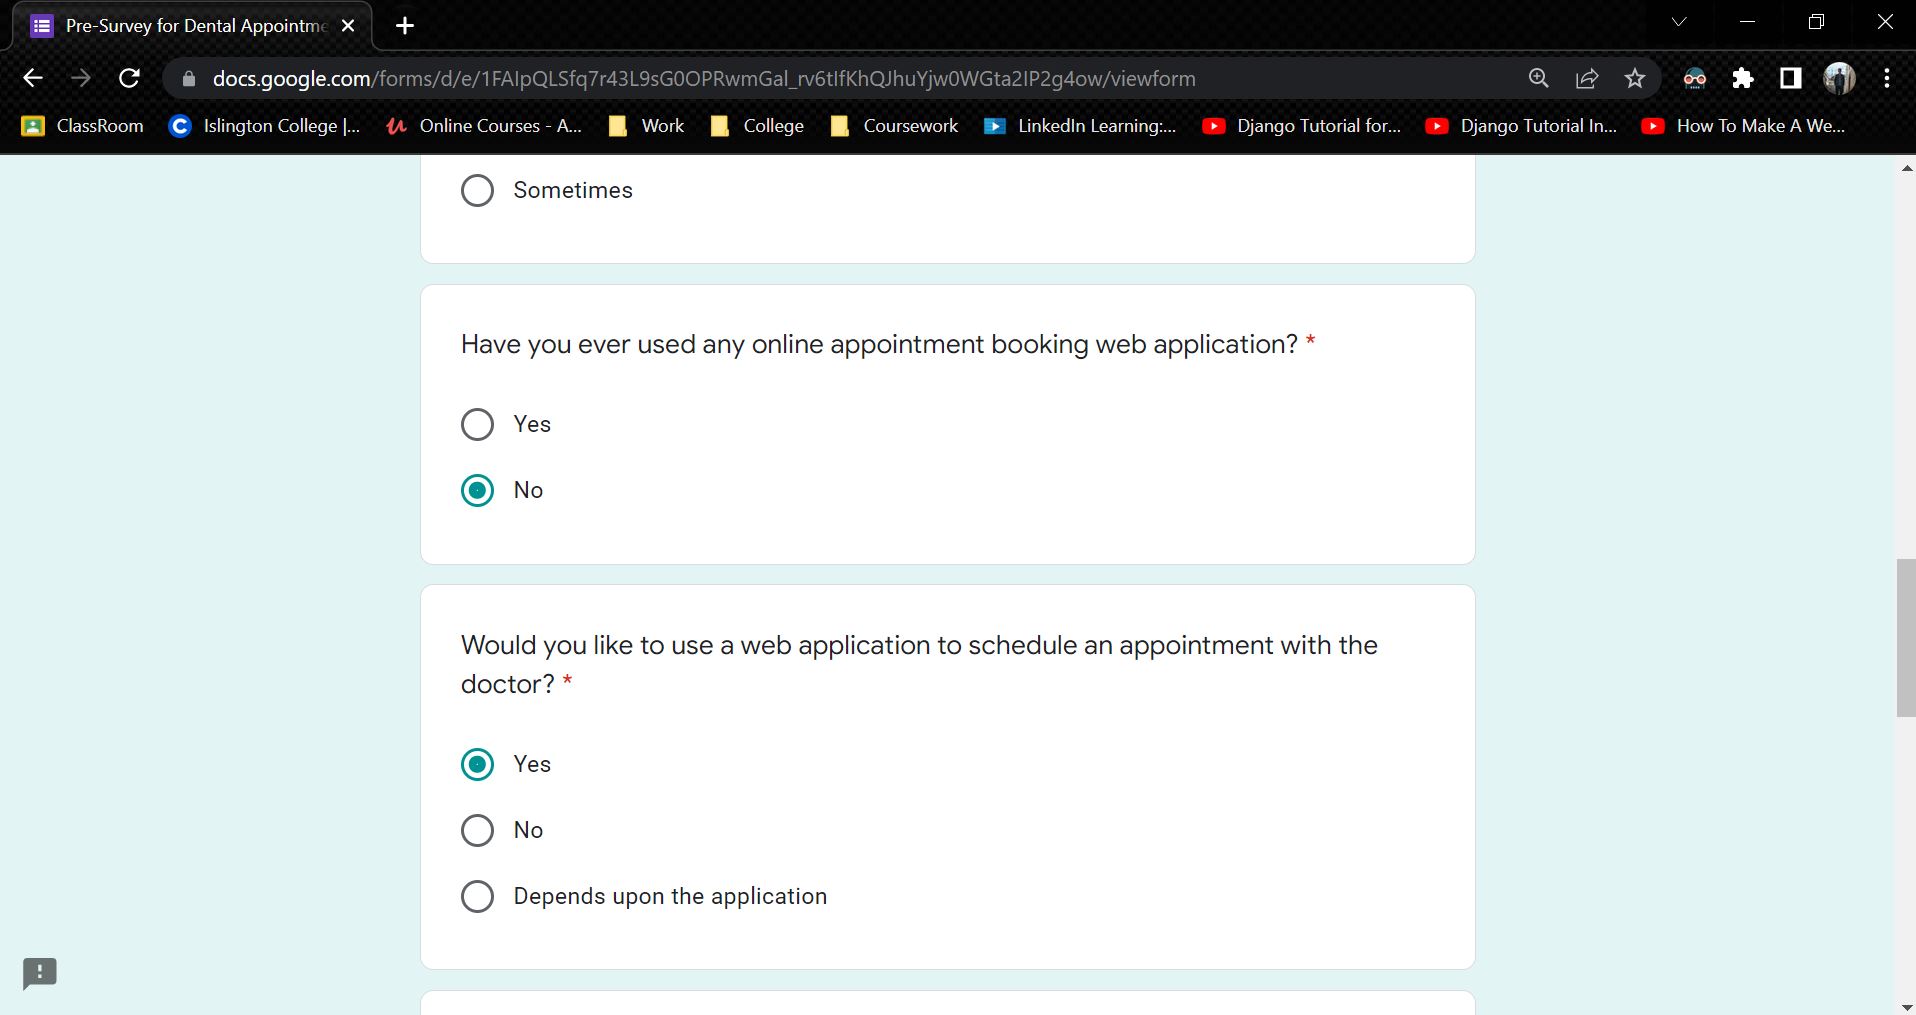 Pre-Survey for Dental Appointme
docs.google.com/forms/d/e/1FAIpQLSfq7r43L9sG0OPRwmGal_rv6tIfKhQJhuYjw0WGta2IP2g4ow/viewform
ClassRoom Islington College |... Online Courses - A... Work College Coursework LinkedIn Learning:... Django Tutorial for... Django Tutorial In... How To Make A We...
Sometimes
Have you ever used any online appointment booking web application? *
Yes
No
Would you like to use a web application to schedule an appointment with the
doctor? *
Yes
No
Depends upon the application